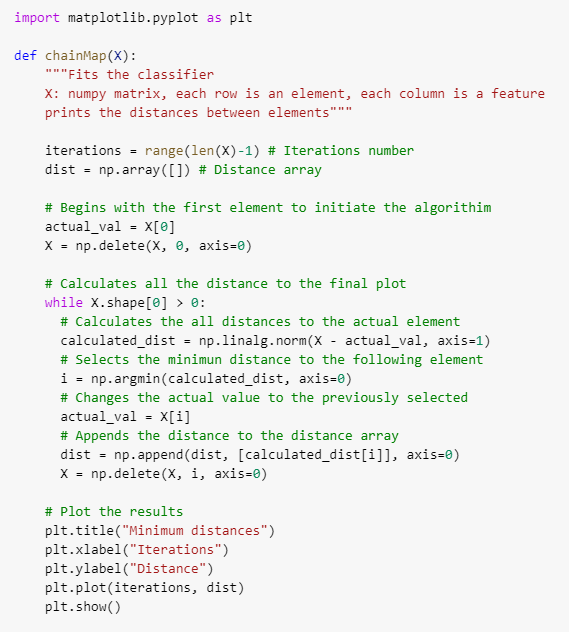 import matplotlib.pyplot as plt
def chainMap(X):
"""Fits the classifier
X: numpy matrix, each row is an element, each column is a feature
prints the distances between elements"""
iterations = range(len(X)-1) # Iterations number
dist = np.array([]) # Distance array
# Begins with the first element to initiate the algorithim
actual_val = X[0]
X = np.delete(X, 0, axis=0)
# Calculates all the distance to the final plot
while X.shape[0] > 0:
# Calculates the all distances to the actual element
calculated_dist = np.linalg.norm(X - actual_val, axis=1)
# Selects the minimun distance to the following element
i = np.argmin(calculated_dist, axis=0)
# Changes the actual value to the previously selected
actual_val = X[i]
# Appends the distance to the distance array
dist = np.append(dist, [calculated_dist[i]], axis=0)
X = np.delete(X, i, axis=0)
# Plot the results
plt.title("Minimum distances")
plt.xlabel("Iterations")
plt.ylabel("Distance")
plt.plot(iterations, dist)
plt.show()